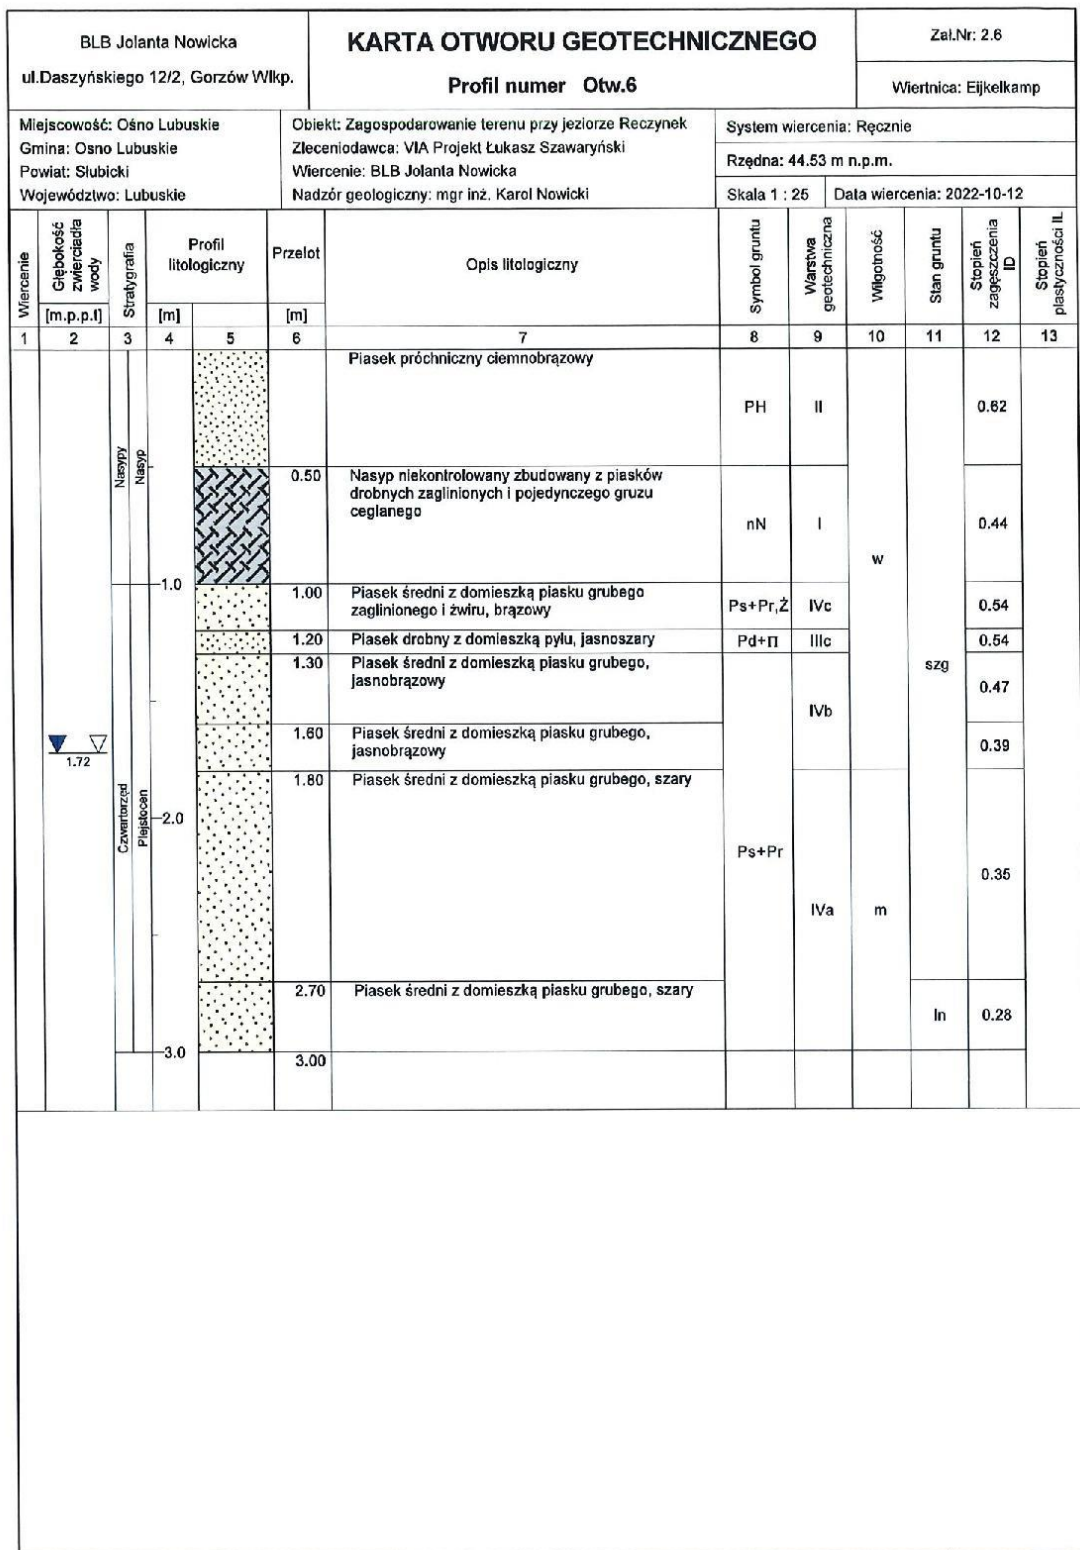 BLB Jolanta Nowicka
ul.Daszyńskiego 12/2, Gorzów Wlkp.
KARTA OTWORU GEOTECHNICZNEGO
Profil numer Otw.6
Zał.Nr: 2.6
Wiertnica: Eijkelkamp
Miejscowość: Ośno Lubuskie
Gmina: Osno Lubuskie
Powiat: Słubicki
Województwo: Lubuskie
Obiekt: Zagospodarowanie terenu przy jeziorze Reczynek
Zleceniodawca: VIA Projekt Łukasz Szawaryński
Wiercenie: BLB Jolanta Nowicka
Nadzór geologiczny: mgr inż. Karol Nowicki
System wiercenia: Ręcznie
Rzędna: 44.53 m n.p.m.
Skala 1 : 25 Data wiercenia: 2022-10-12
Wiercenie
Głębokość
zwierciadła
wody
[m.p.p.t]
Stratygrafia
Profil
litologiczny
[m]
Przelot
[m]
Opis litologiczny
Symbol gruntu
Warstwa
geotechniczna
Wilgotność
Stan gruntu
Stopień
zagęszczenia
ID
Stopień
plastyczności IL
1 2 3 4 5 6 7 8 9 10 11 12 13
Piasek próchniczny ciemnobrązowy
PH II 0.62
Nasypy
Nasyp
0.50 Nasyp niekontrolowany zbudowany z piasków
drobnych zaglinionych i pojedynczego gruzu
ceglanego
nN I 0.44
w
1.0
1.00 Piasek średni z domieszką piasku grubego
zaglinionego i żwiru, brązowy
Ps+Pr,Ż IVc 0.54
1.20 Piasek drobny z domieszką pyłu, jasnoszary Pd+Π IIIc 0.54
1.30 Piasek średni z domieszką piasku grubego,
jasnobrązowy
szg
0.47
IVb
1.60 Piasek średni z domieszką piasku grubego,
jasnobrązowy
0.39
1.72
1.80 Piasek średni z domieszką piasku grubego, szary
Czwartorzęd
Plejstocen
2.0
Ps+Pr
0.35
IVa m
2.70 Piasek średni z domieszką piasku grubego, szary
ln 0.28
3.0
3.00